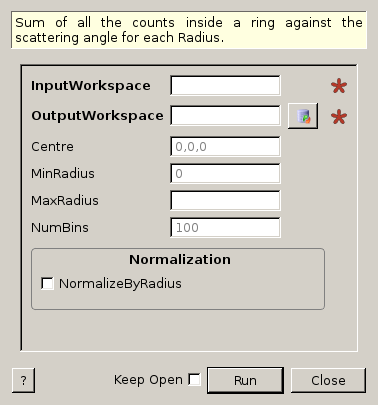 Sum of all the counts inside a ring against the
scattering angle for each Radius.
InputWorkspace
OutputWorkspace
Centre 0,0,0
MinRadius 0
MaxRadius
NumBins 100
Normalization
NormalizeByRadius
? Keep Open Run Close